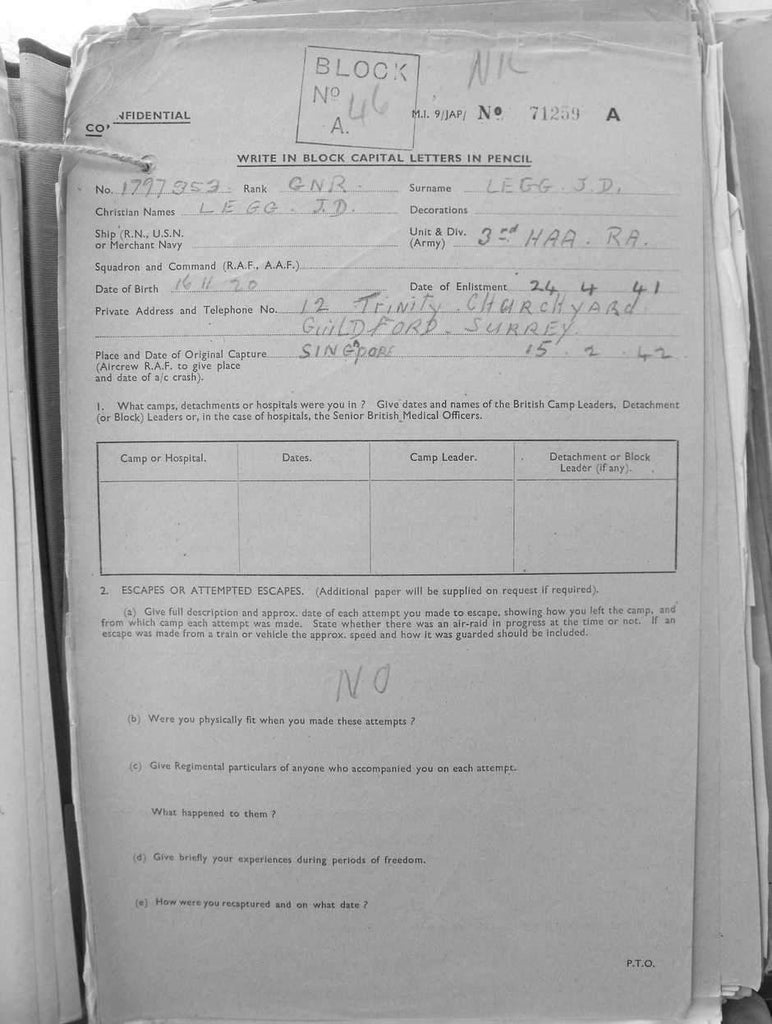 BLOCK
Nº 46
A.
NR
CO NFIDENTIAL
M.I. 9/JAP/ Nº 71259 A
WRITE IN BLOCK CAPITAL LETTERS IN PENCIL
No. 1797353. Rank GNR. Surname LEGG. J.D.
Christian Names LEGG. J.D. Decorations
Ship (R.N., U.S.N. or Merchant Navy
Unit & Div. (Army) 3rd HAA. RA.
Squadron and Command (R.A.F., A.A.F.)
Date of Birth 16 11 20 Date of Enlistment 24 4 41
Private Address and Telephone No. 12 TriNiTy. CHURCHYARd.
GUiLDFORD. SURREY.
Place and Date of Original Capture SINGAPORE 15. 2. 42
(Aircrew R.A.F. to give place
and date of a/c crash).
1. What camps, detachments or hospitals were you in ? Give dates and names of the British Camp Leaders, Detachment
(or Block) Leaders or, in the case of hospitals, the Senior British Medical Officers.
Camp or Hospital. Dates. Camp Leader. Detachment or Block
Leader (if any).
2. ESCAPES OR ATTEMPTED ESCAPES. (Additional paper will be supplied on request if required).
(a) Give full description and approx. date of each attempt you made to escape, showing how you left the camp, and
from which camp each attempt was made. State whether there was an air-raid in progress at the time or not. If an
escape was made from a train or vehicle the approx. speed and how it was guarded should be included.
NO
(b) Were you physically fit when you made these attempts ?
(c) Give Regimental particulars of anyone who accompanied you on each attempt.
What happened to them ?
(d) Give briefly your experiences during periods of freedom.
(e) How were you recaptured and on what date ?
P.T.O.